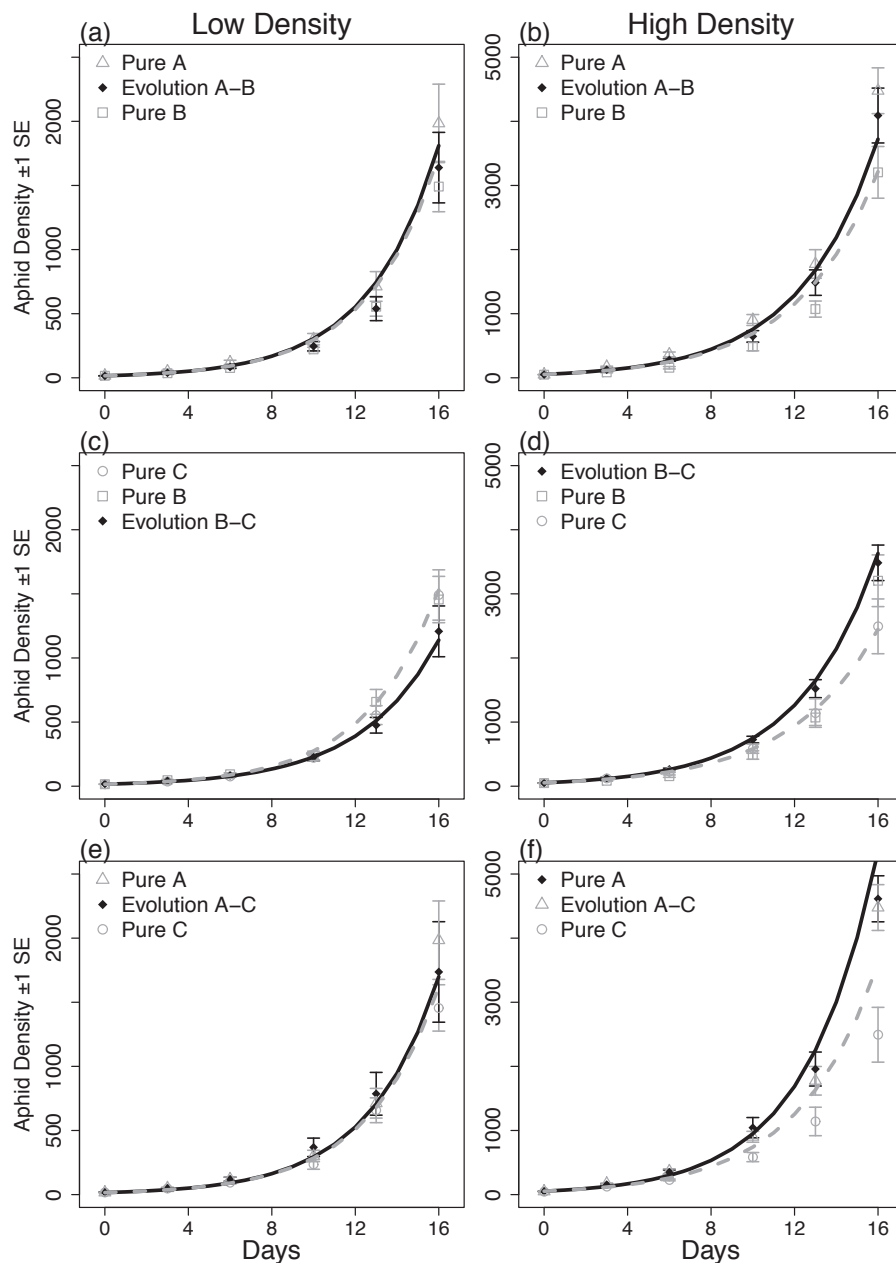 Low Density
High Density
(a)
Pure A
Evolution A−B
Pure B
Aphid Density ±1 SE
0
500
1000
2000
0
4
8
12
16
(b)
Pure A
Evolution A−B
Pure B
0
1000
3000
5000
0
4
8
12
16
(c)
Pure C
Pure B
Evolution B−C
Aphid Density ±1 SE
0
500
1000
2000
0
4
8
12
16
(d)
Evolution B−C
Pure B
Pure C
0
1000
3000
5000
0
4
8
12
16
(e)
Pure A
Evolution A−C
Pure C
Aphid Density ±1 SE
0
500
1000
2000
0
4
8
12
16
Days
(f)
Pure A
Evolution A−C
Pure C
0
1000
3000
5000
0
4
8
12
16
Days